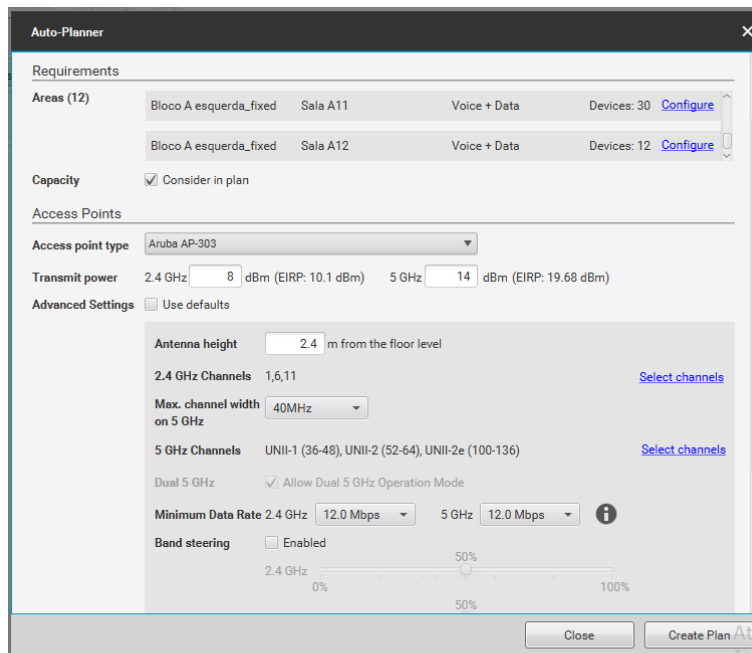 Auto-Planner
Requirements
Areas (12)
Bloco A esquerda_fixed Sala A11 Voice + Data Devices: 30 Configure
Bloco A esquerda_fixed Sala A12 Voice + Data Devices: 12 Configure
Capacity Consider in plan
Access Points
Access point type Aruba AP-303
Transmit power 2.4 GHz 8 dBm (EIRP: 10.1 dBm) 5 GHz 14 dBm (EIRP: 19.68 dBm)
Advanced Settings Use defaults
Antenna height 2.4 m from the floor level
2.4 GHz Channels 1,6,11 Select channels
Max. channel width
on 5 GHz 40MHz
5 GHz Channels UNII-1 (36-48), UNII-2 (52-64), UNII-2e (100-136) Select channels
Dual 5 GHz Allow Dual 5 GHz Operation Mode
Minimum Data Rate 2.4 GHz 12.0 Mbps 5 GHz 12.0 Mbps
Band steering Enabled
50%
2.4 GHz
0% 100%
50%
Close Create Plan At